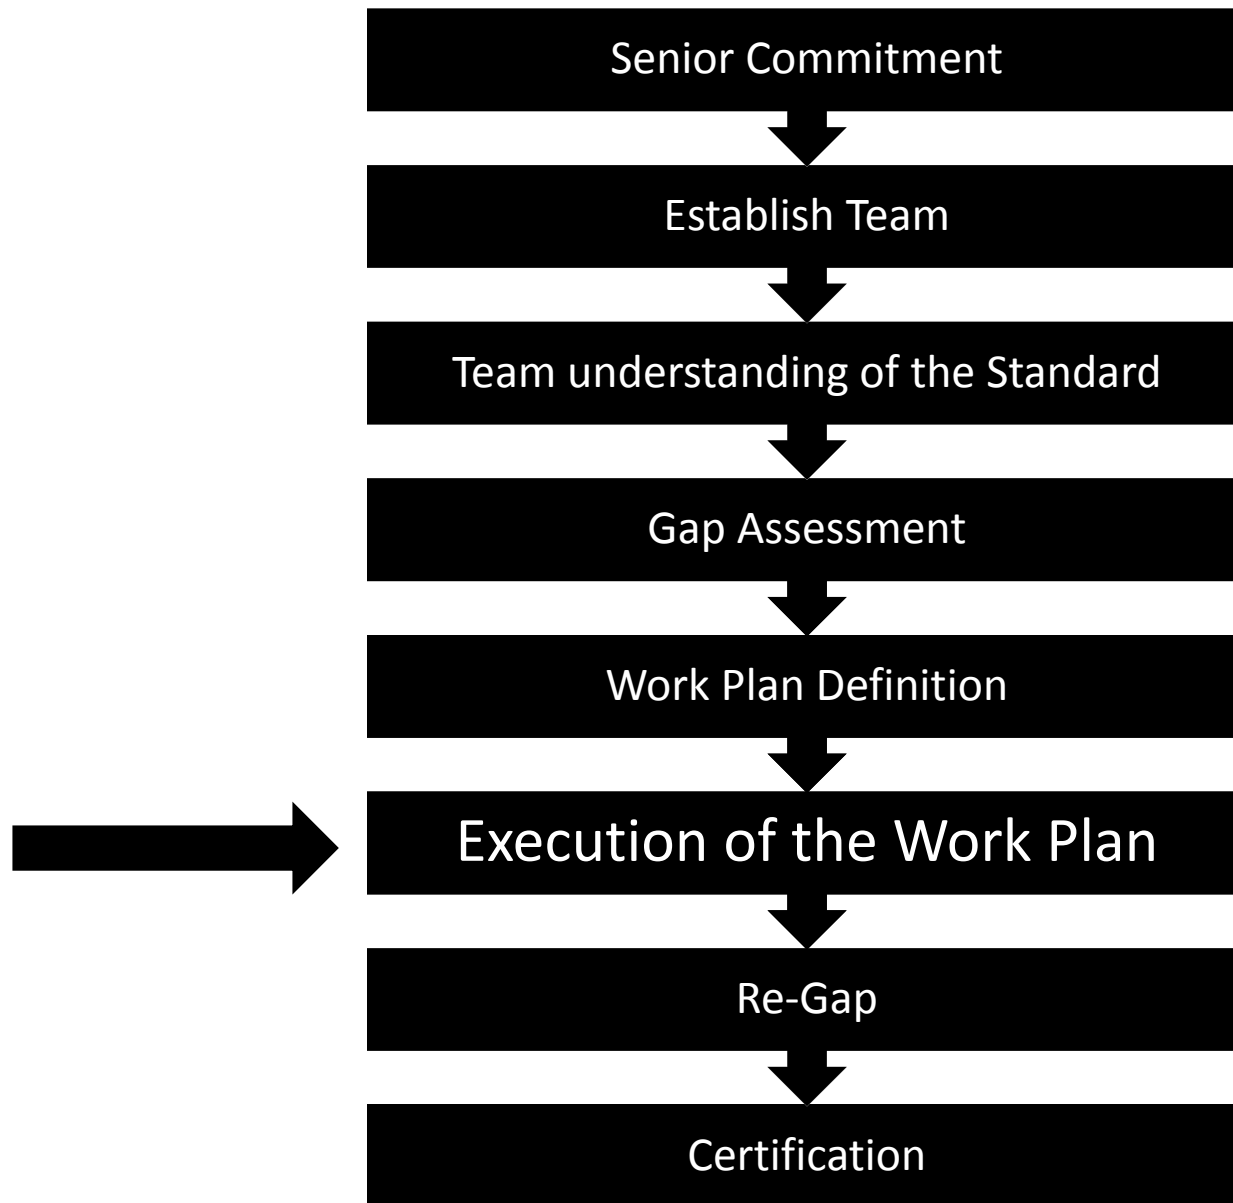 Senior Commitment
Establish Team
Team understanding of the Standard
Gap Assessment
Work Plan Definition
Execution of the Work Plan
Re-Gap
Certification